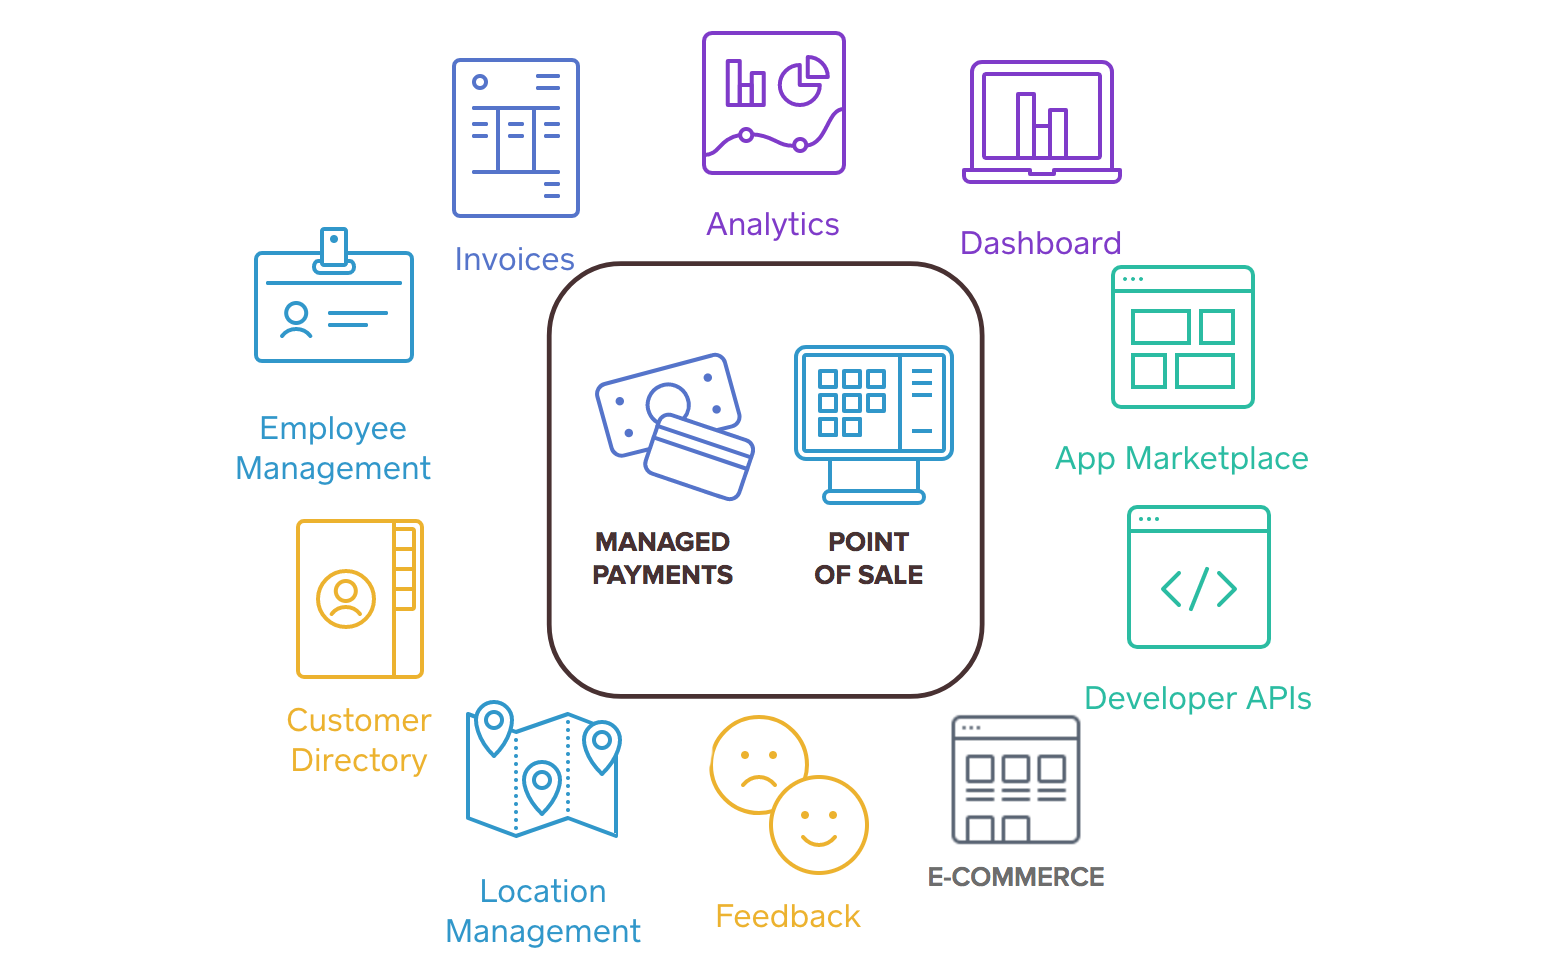 Analytics
Dashboard
Invoices
Employee
Management
App Marketplace
MANAGED
PAYMENTS
POINT
OF SALE
Customer
Directory
Developer APIs
Location
Management
Feedback
E-COMMERCE